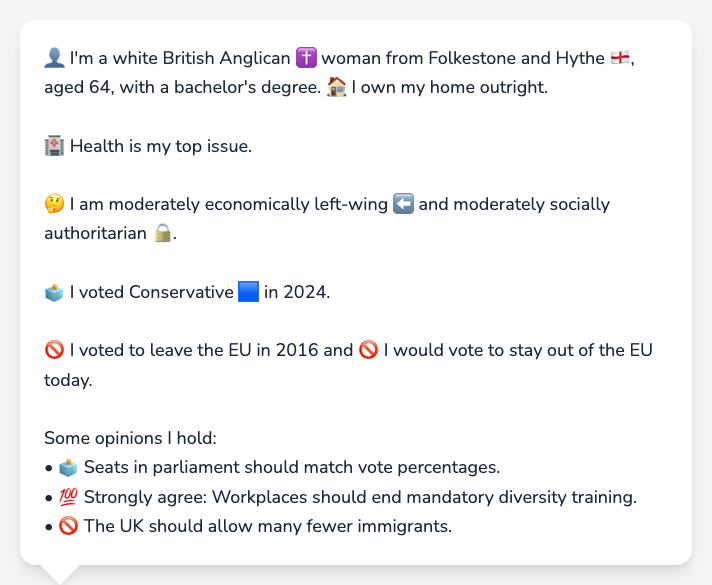 👤 I'm a white British Anglican ✝️ woman from Folkestone and Hythe 🏴󠁧󠁢󠁥󠁮󠁧󠁿,
aged 64, with a bachelor's degree. 🏠 I own my home outright.
🏥 Health is my top issue.
🤔 I am moderately economically left-wing ⬅️ and moderately socially
authoritarian 🔒.
🗳️ I voted Conservative 🟦 in 2024.
🚫 I voted to leave the EU in 2016 and 🚫 I would vote to stay out of the EU
today.
Some opinions I hold:
• 🗳️ Seats in parliament should match vote percentages.
• 💯 Strongly agree: Workplaces should end mandatory diversity training.
• 🚫 The UK should allow many fewer immigrants.